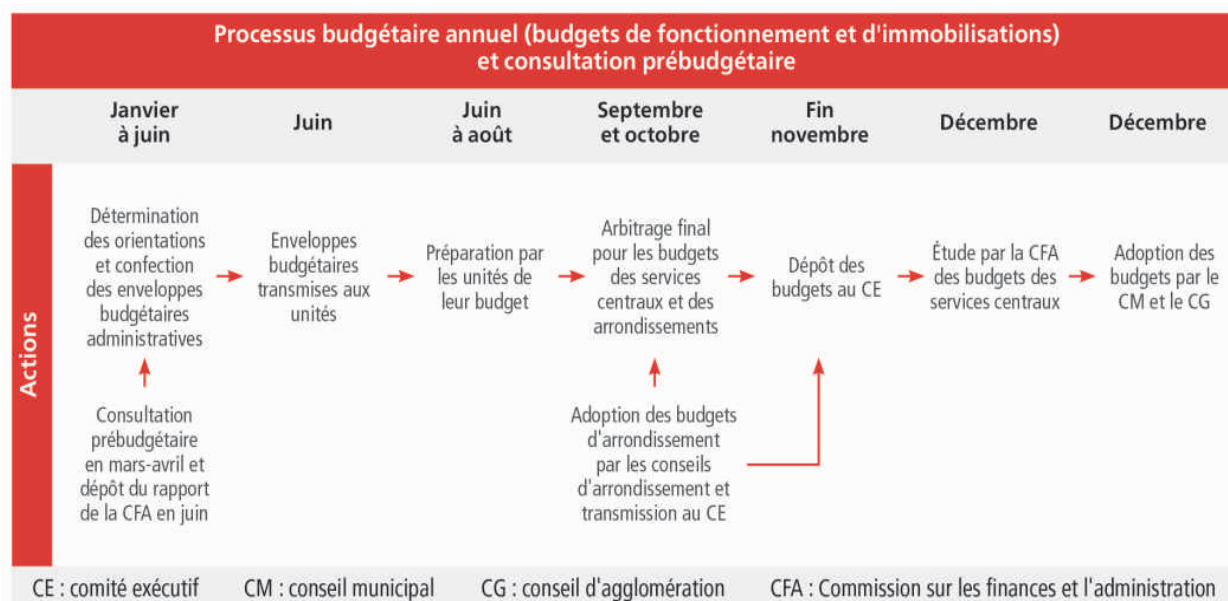 Processus budgétaire annuel (budgets de fonctionnement et d'immobilisations)
et consultation prébudgétaire
Janvier
à juin
Juin
Juin
à août
Septembre
et octobre
Fin
novembre
Décembre
Décembre
Actions
Détermination
des orientations
et confection
des enveloppes
budgétaires
administratives
Enveloppes
budgétaires
transmises aux
unités
Préparation par
les unités de
leur budget
Arbitrage final
pour les budgets
des services
centraux et des
arrondissements
Dépôt des
budgets au CE
Étude par la CFA
des budgets des
services centraux
Adoption des
budgets par le
CM et le CG
Consultation
prébudgétaire
en mars-avril et
dépôt du rapport
de la CFA en juin
Adoption des budgets
d'arrondissement
par les conseils
d'arrondissement et
transmission au CE
CE : comité exécutif CM : conseil municipal CG : conseil d'agglomération CFA : Commission sur les finances et l'administration